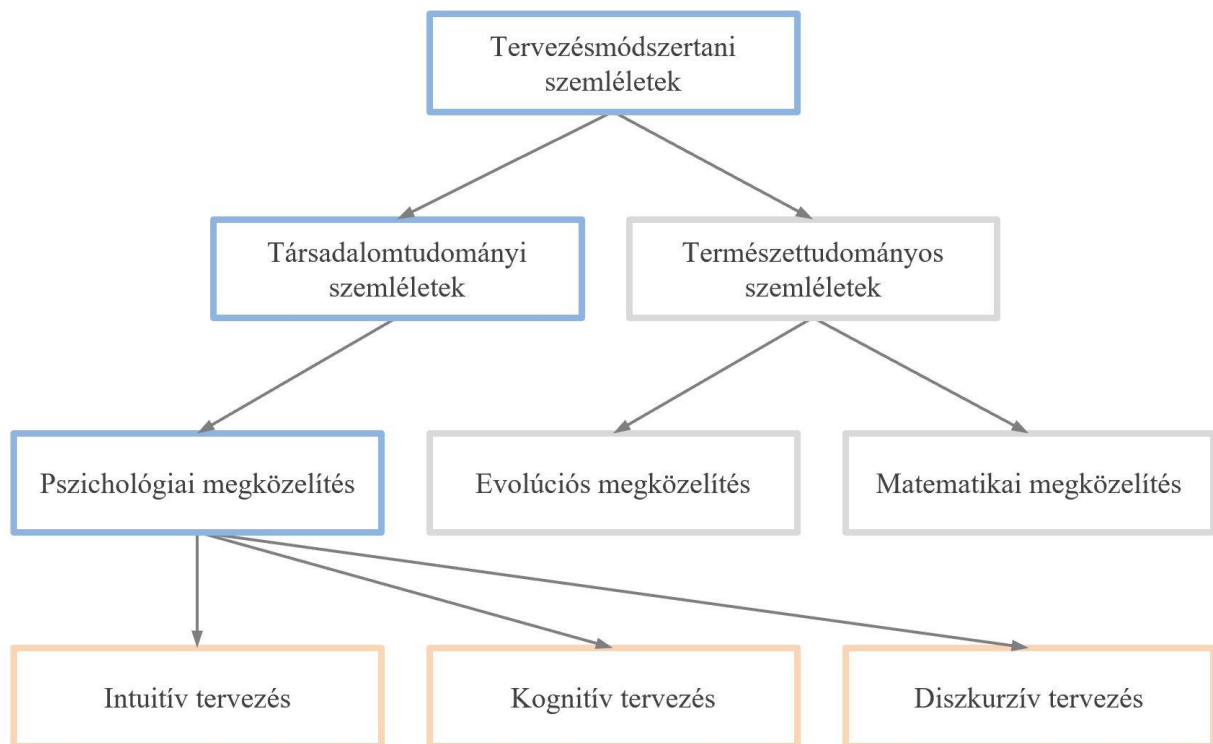 Tervezésmódszertani
szemléletek
Társadalomtudományi
szemléletek
Természettudományos
szemléletek
Pszichológiai megközelítés
Evolúciós megközelítés
Matematikai megközelítés
Intuitív tervezés
Kognitív tervezés
Diszkurzív tervezés